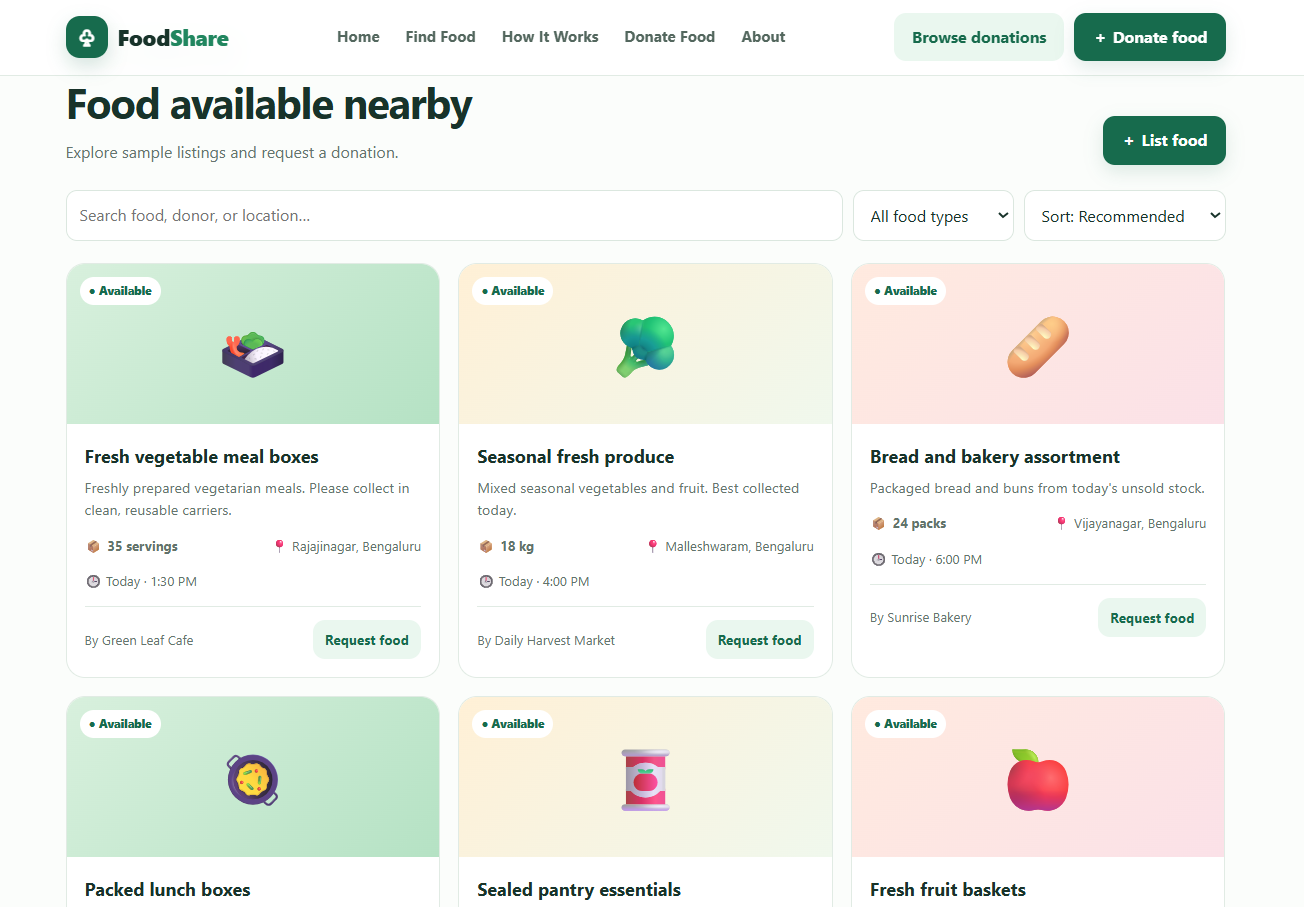 FoodShare
Home
Find Food
How It Works
Donate Food
About
Browse donations
+ Donate food
Food available nearby
Explore sample listings and request a donation.
+ List food
Search food, donor, or location...
All food types
Sort: Recommended
• Available
Fresh vegetable meal boxes
Freshly prepared vegetarian meals. Please collect in
clean, reusable carriers.
35 servings
Rajajinagar, Bengaluru
Today · 1:30 PM
By Green Leaf Cafe
Request food
• Available
Seasonal fresh produce
Mixed seasonal vegetables and fruit. Best collected
today.
18 kg
Malleshwaram, Bengaluru
Today · 4:00 PM
By Daily Harvest Market
Request food
• Available
Bread and bakery assortment
Packaged bread and buns from today's unsold stock.
24 packs
Vijayanagar, Bengaluru
Today · 6:00 PM
By Sunrise Bakery
Request food
• Available
Packed lunch boxes
• Available
Sealed pantry essentials
• Available
Fresh fruit baskets